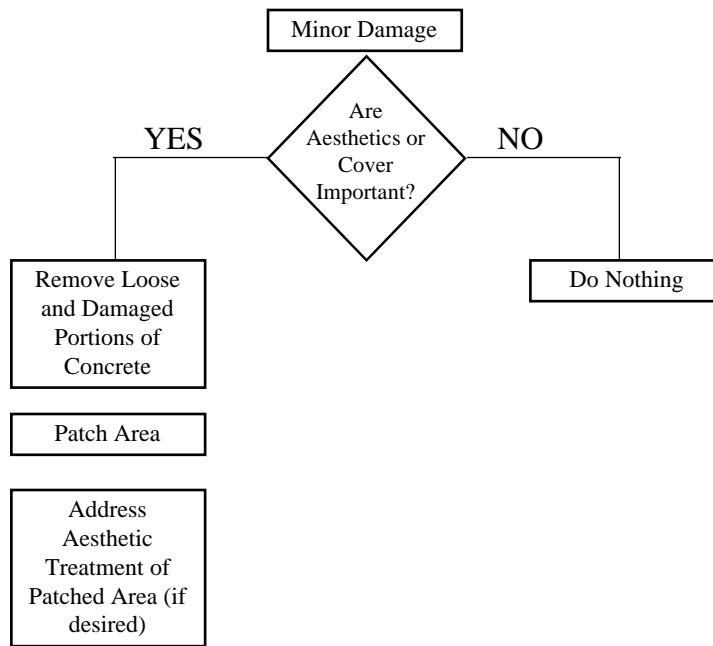 Minor Damage
Are
Aesthetics or
Cover
Important?
YES
NO
Remove Loose
and Damaged
Portions of
Concrete
Do Nothing
Patch Area
Address
Aesthetic
Treatment of
Patched Area (if
desired)